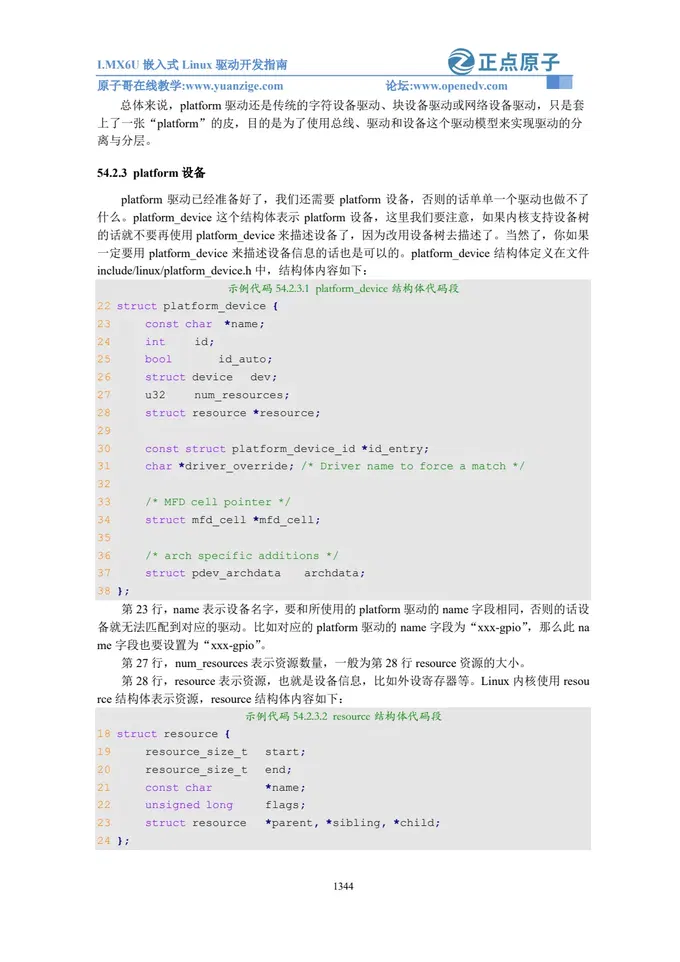 I.MX6U 嵌入式 Linux 驱动开发指南
正点原子
原子哥在线教学:www.yuanzige.com 论坛:www.openedv.com
总体来说，platform 驱动还是传统的字符设备驱动、块设备驱动或网络设备驱动，只是套
上了一张“platform”的皮，目的是为了使用总线、驱动和设备这个驱动模型来实现驱动的分
离与分层。
54.2.3 platform 设备
platform 驱动已经准备好了，我们还需要 platform 设备，否则的话单单一个驱动也做不了
什么。platform_device 这个结构体表示 platform 设备，这里我们要注意，如果内核支持设备树
的话就不要再使用 platform_device 来描述设备了，因为改用设备树去描述了。当然了，你如果
一定要用 platform_device 来描述设备信息的话也是可以的。platform_device 结构体定义在文件
include/linux/platform_device.h 中，结构体内容如下：
示例代码 54.2.3.1 platform_device 结构体代码段
22 struct platform_device {
23 const char *name;
24 int id;
25 bool id_auto;
26 struct device dev;
27 u32 num_resources;
28 struct resource *resource;
29
30 const struct platform_device_id *id_entry;
31 char *driver_override; /* Driver name to force a match */
32
33 /* MFD cell pointer */
34 struct mfd_cell *mfd_cell;
35
36 /* arch specific additions */
37 struct pdev_archdata archdata;
38 };
第 23 行，name 表示设备名字，要和所使用的 platform 驱动的 name 字段相同，否则的话设
备就无法匹配到对应的驱动。比如对应的 platform 驱动的 name 字段为“xxx-gpio”，那么此 na
me 字段也要设置为“xxx-gpio”。
第 27 行，num_resources 表示资源数量，一般为第 28 行 resource 资源的大小。
第 28 行，resource 表示资源，也就是设备信息，比如外设寄存器等。Linux 内核使用 resou
rce 结构体表示资源，resource 结构体内容如下：
示例代码 54.2.3.2 resource 结构体代码段
18 struct resource {
19 resource_size_t start;
20 resource_size_t end;
21 const char *name;
22 unsigned long flags;
23 struct resource *parent, *sibling, *child;
24 };
1344